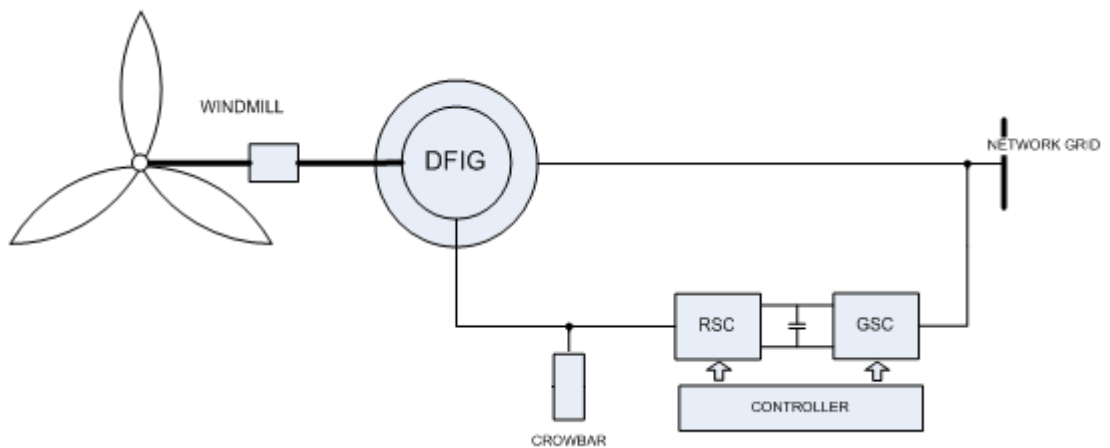 WINDMILL
DFIG
NETWORK GRID
RSC
GSC
CONTROLLER
CROWBAR